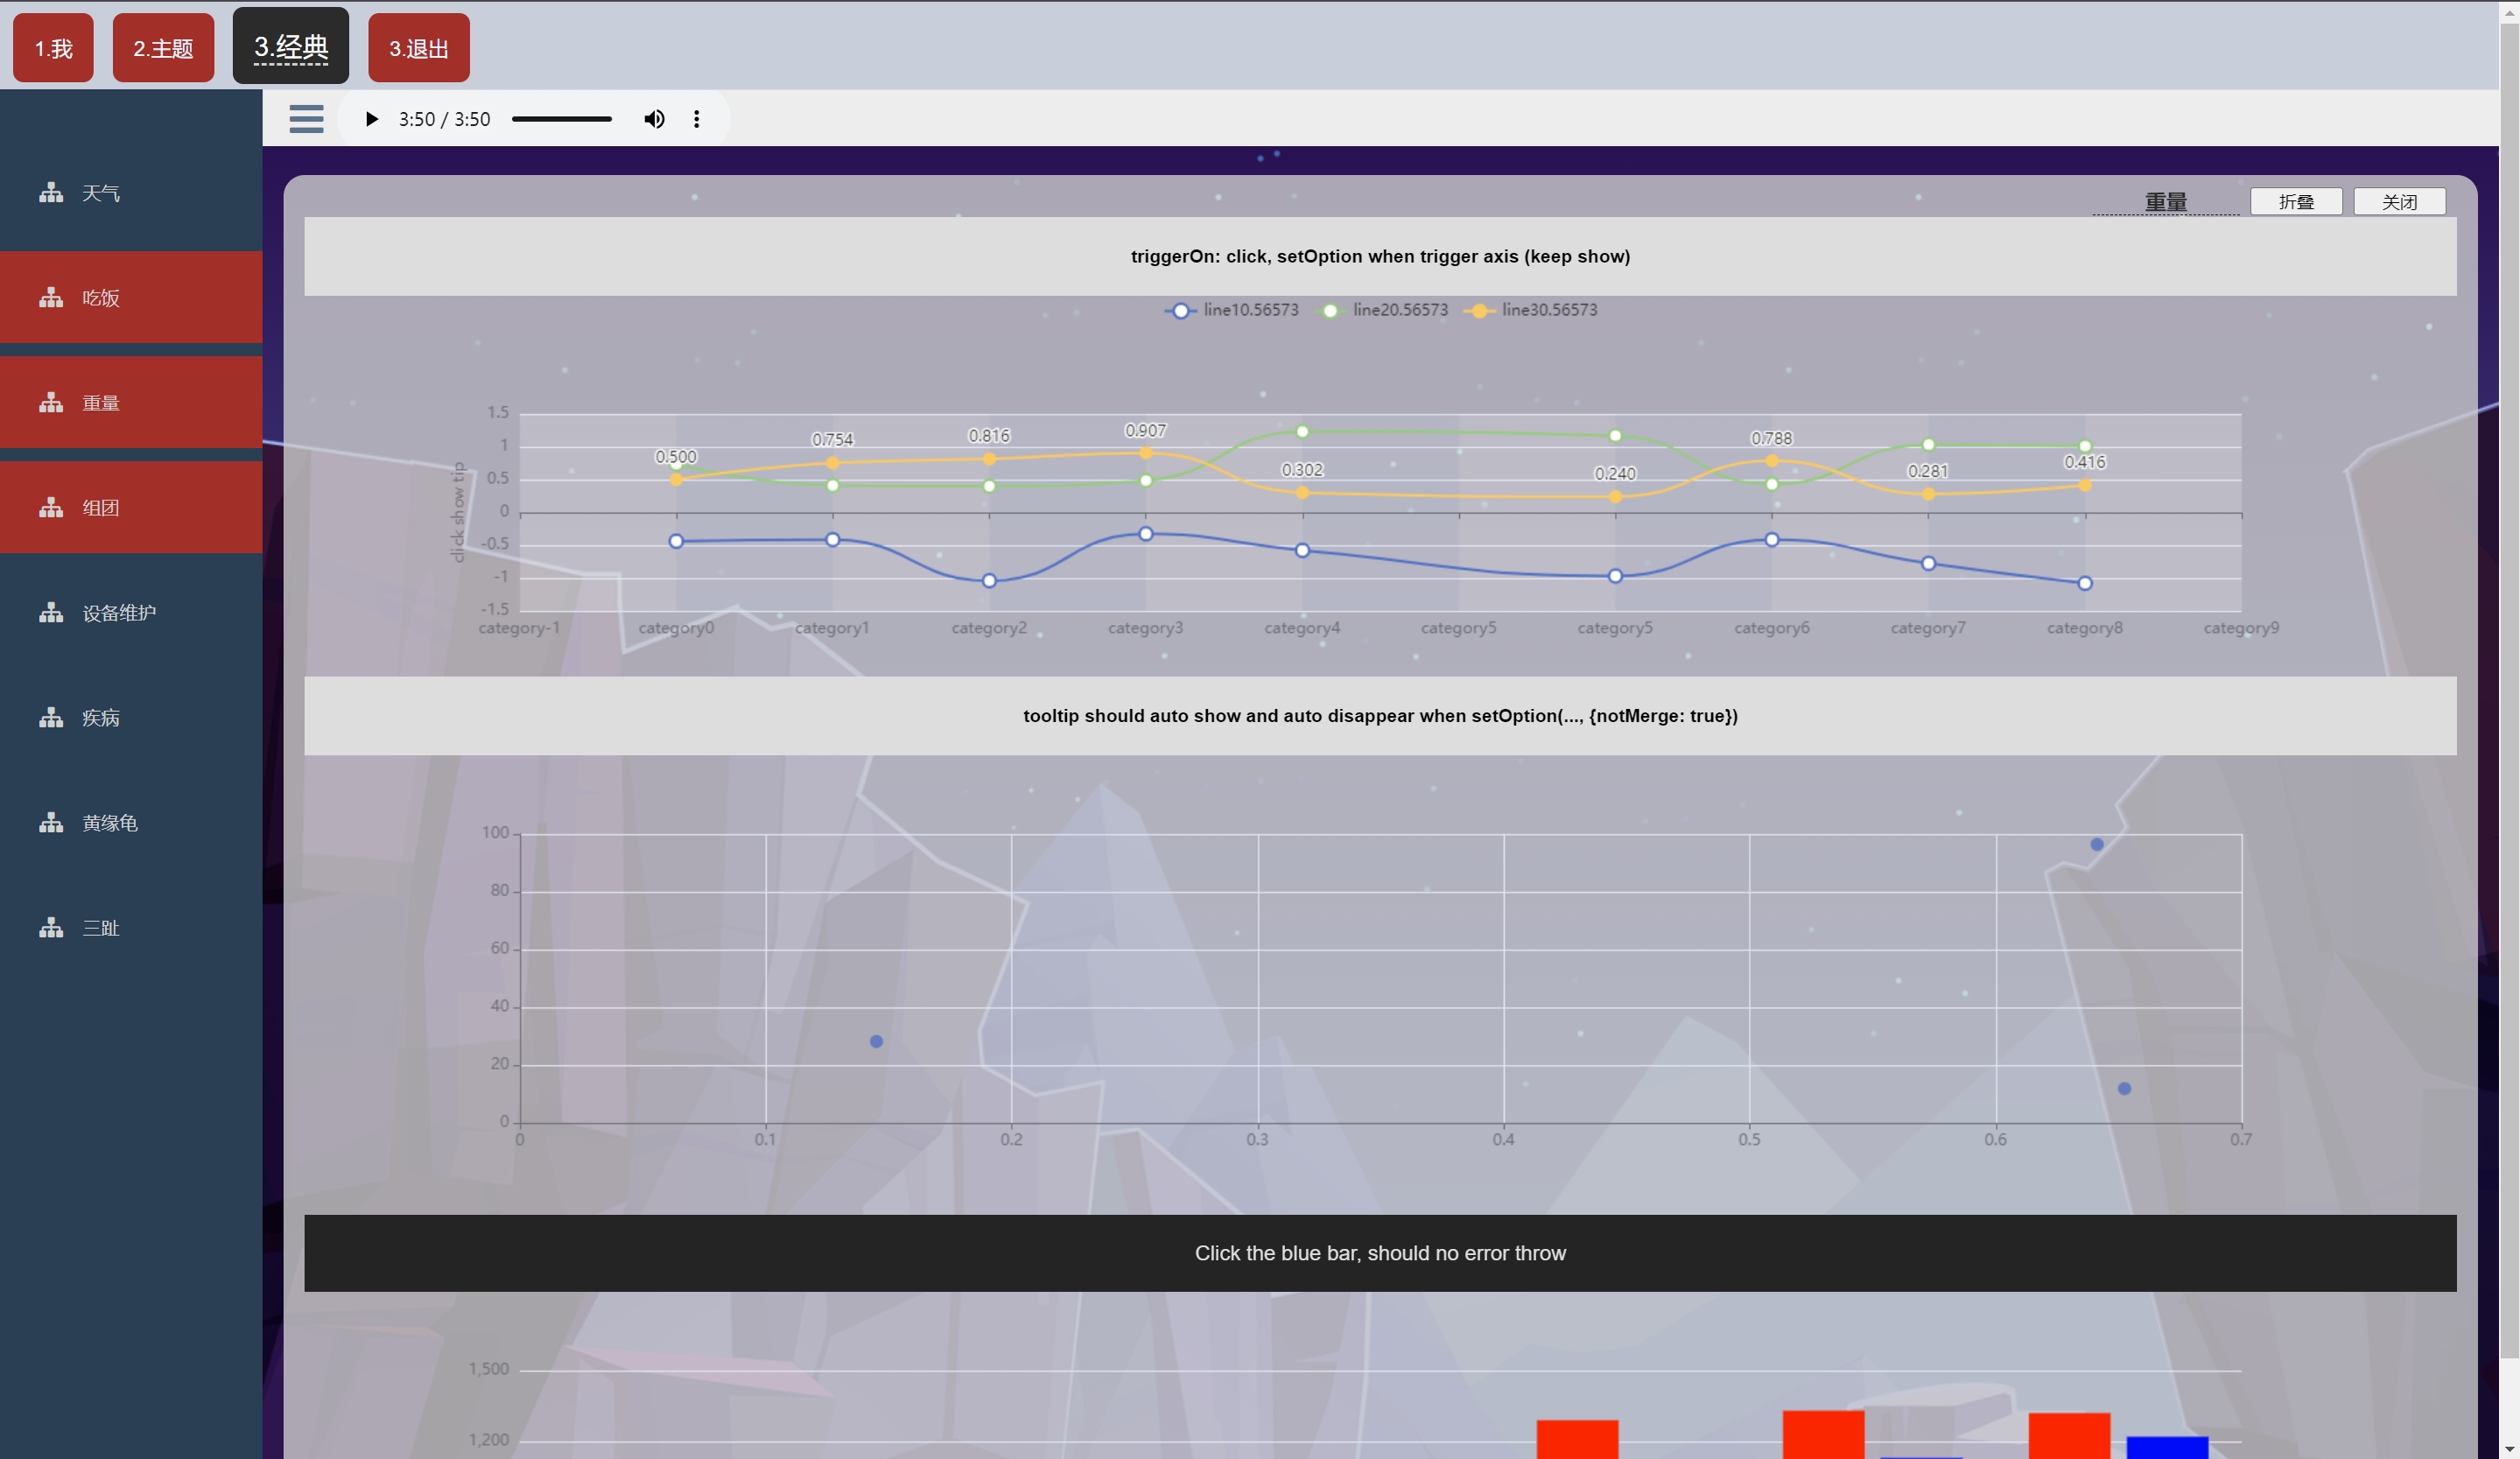 1.我 2.主题 3.经典 3.退出
3:50 / 3:50
天气
吃饭
重量
组团
设备维护
疾病
黄缘龟
三趾
重量 折叠 关闭
triggerOn: click, setOption when trigger axis (keep show)
line10.56573 line20.56573 line30.56573
click show tip
1.5
1
0.5
0
-0.5
-1
-1.5
0.500 0.754 0.816 0.907 0.302 0.240 0.788 0.281 0.416
category-1 category0 category1 category2 category3 category4 category5 category5 category6 category7 category8 category9
tooltip should auto show and auto disappear when setOption(..., {notMerge: true})
100
80
60
40
20
0
0 0.1 0.2 0.3 0.4 0.5 0.6 0.7
Click the blue bar, should no error throw
1,500
1,200